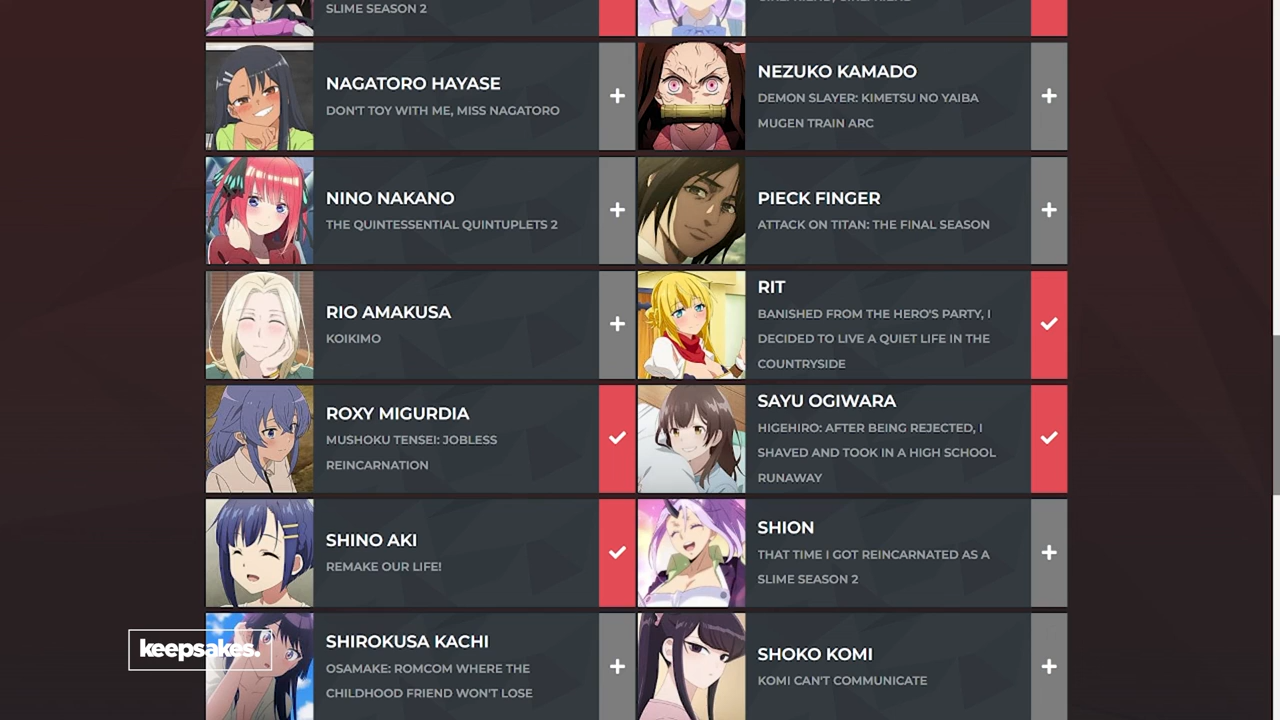 SLIME SEASON 2
NAGATORO HAYASE
DON'T TOY WITH ME, MISS NAGATORO
NEZUKO KAMADO
DEMON SLAYER: KIMETSU NO YAIBA
MUGEN TRAIN ARC
NINO NAKANO
THE QUINTESSENTIAL QUINTUPLETS 2
PIECK FINGER
ATTACK ON TITAN: THE FINAL SEASON
RIO AMAKUSA
KOIKIMO
RIT
BANISHED FROM THE HERO'S PARTY, I
DECIDED TO LIVE A QUIET LIFE IN THE
COUNTRYSIDE
ROXY MIGURDIA
MUSHOKU TENSEI: JOBLESS
REINCARNATION
SAYU OGIWARA
HIGEHIRO: AFTER BEING REJECTED, I
SHAVED AND TOOK IN A HIGH SCHOOL
RUNAWAY
SHINO AKI
REMAKE OUR LIFE!
SHION
THAT TIME I GOT REINCARNATED AS A
SLIME SEASON 2
SHIROKUSA KACHI
OSAMAKE: ROMCOM WHERE THE
CHILDHOOD FRIEND WON'T LOSE
SHOKO KOMI
KOMI CAN'T COMMUNICATE
keepsakes.